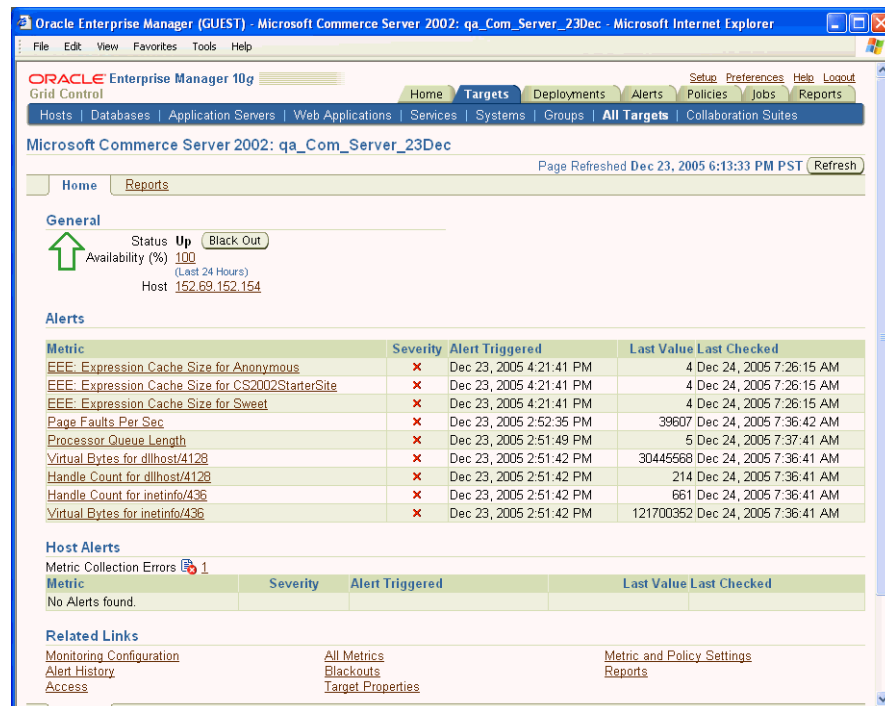 Oracle Enterprise Manager (GUEST) - Microsoft Commerce Server 2002: qa_Com_Server_23Dec - Microsoft Internet Explorer
File Edit View Favorites Tools Help
ORACLE Enterprise Manager 10g
Setup Preferences Help Logout
Grid Control
Home Targets Deployments Alerts Policies Jobs Reports
Hosts | Databases | Application Servers | Web Applications | Services | Systems | Groups | All Targets | Collaboration Suites
Microsoft Commerce Server 2002: qa_Com_Server_23Dec
Page Refreshed Dec 23, 2005 6:13:33 PM PST Refresh
Home Reports
General
Status Up Black Out
Availability (%) 100
(Last 24 Hours)
Host 152.69.152.154
Alerts
Metric Severity Alert Triggered Last Value Last Checked
EEE: Expression Cache Size for Anonymous Dec 23, 2005 4:21:41 PM 4 Dec 24, 2005 7:26:15 AM
EEE: Expression Cache Size for CS2002StarterSite Dec 23, 2005 4:21:41 PM 4 Dec 24, 2005 7:26:15 AM
EEE: Expression Cache Size for Sweet Dec 23, 2005 4:21:41 PM 4 Dec 24, 2005 7:26:15 AM
Page Faults Per Sec Dec 23, 2005 2:52:35 PM 39607 Dec 24, 2005 7:36:42 AM
Processor Queue Length Dec 23, 2005 2:51:49 PM 5 Dec 24, 2005 7:37:41 AM
Virtual Bytes for dllhost/4128 Dec 23, 2005 2:51:42 PM 30445568 Dec 24, 2005 7:36:41 AM
Handle Count for dllhost/4128 Dec 23, 2005 2:51:42 PM 214 Dec 24, 2005 7:36:41 AM
Handle Count for inetinfo/436 Dec 23, 2005 2:51:42 PM 661 Dec 24, 2005 7:36:41 AM
Virtual Bytes for inetinfo/436 Dec 23, 2005 2:51:42 PM 121700352 Dec 24, 2005 7:36:41 AM
Host Alerts
Metric Collection Errors 1
Metric Severity Alert Triggered Last Value Last Checked
No Alerts found.
Related Links
Monitoring Configuration All Metrics Metric and Policy Settings
Alert History Blackouts Reports
Access Target Properties